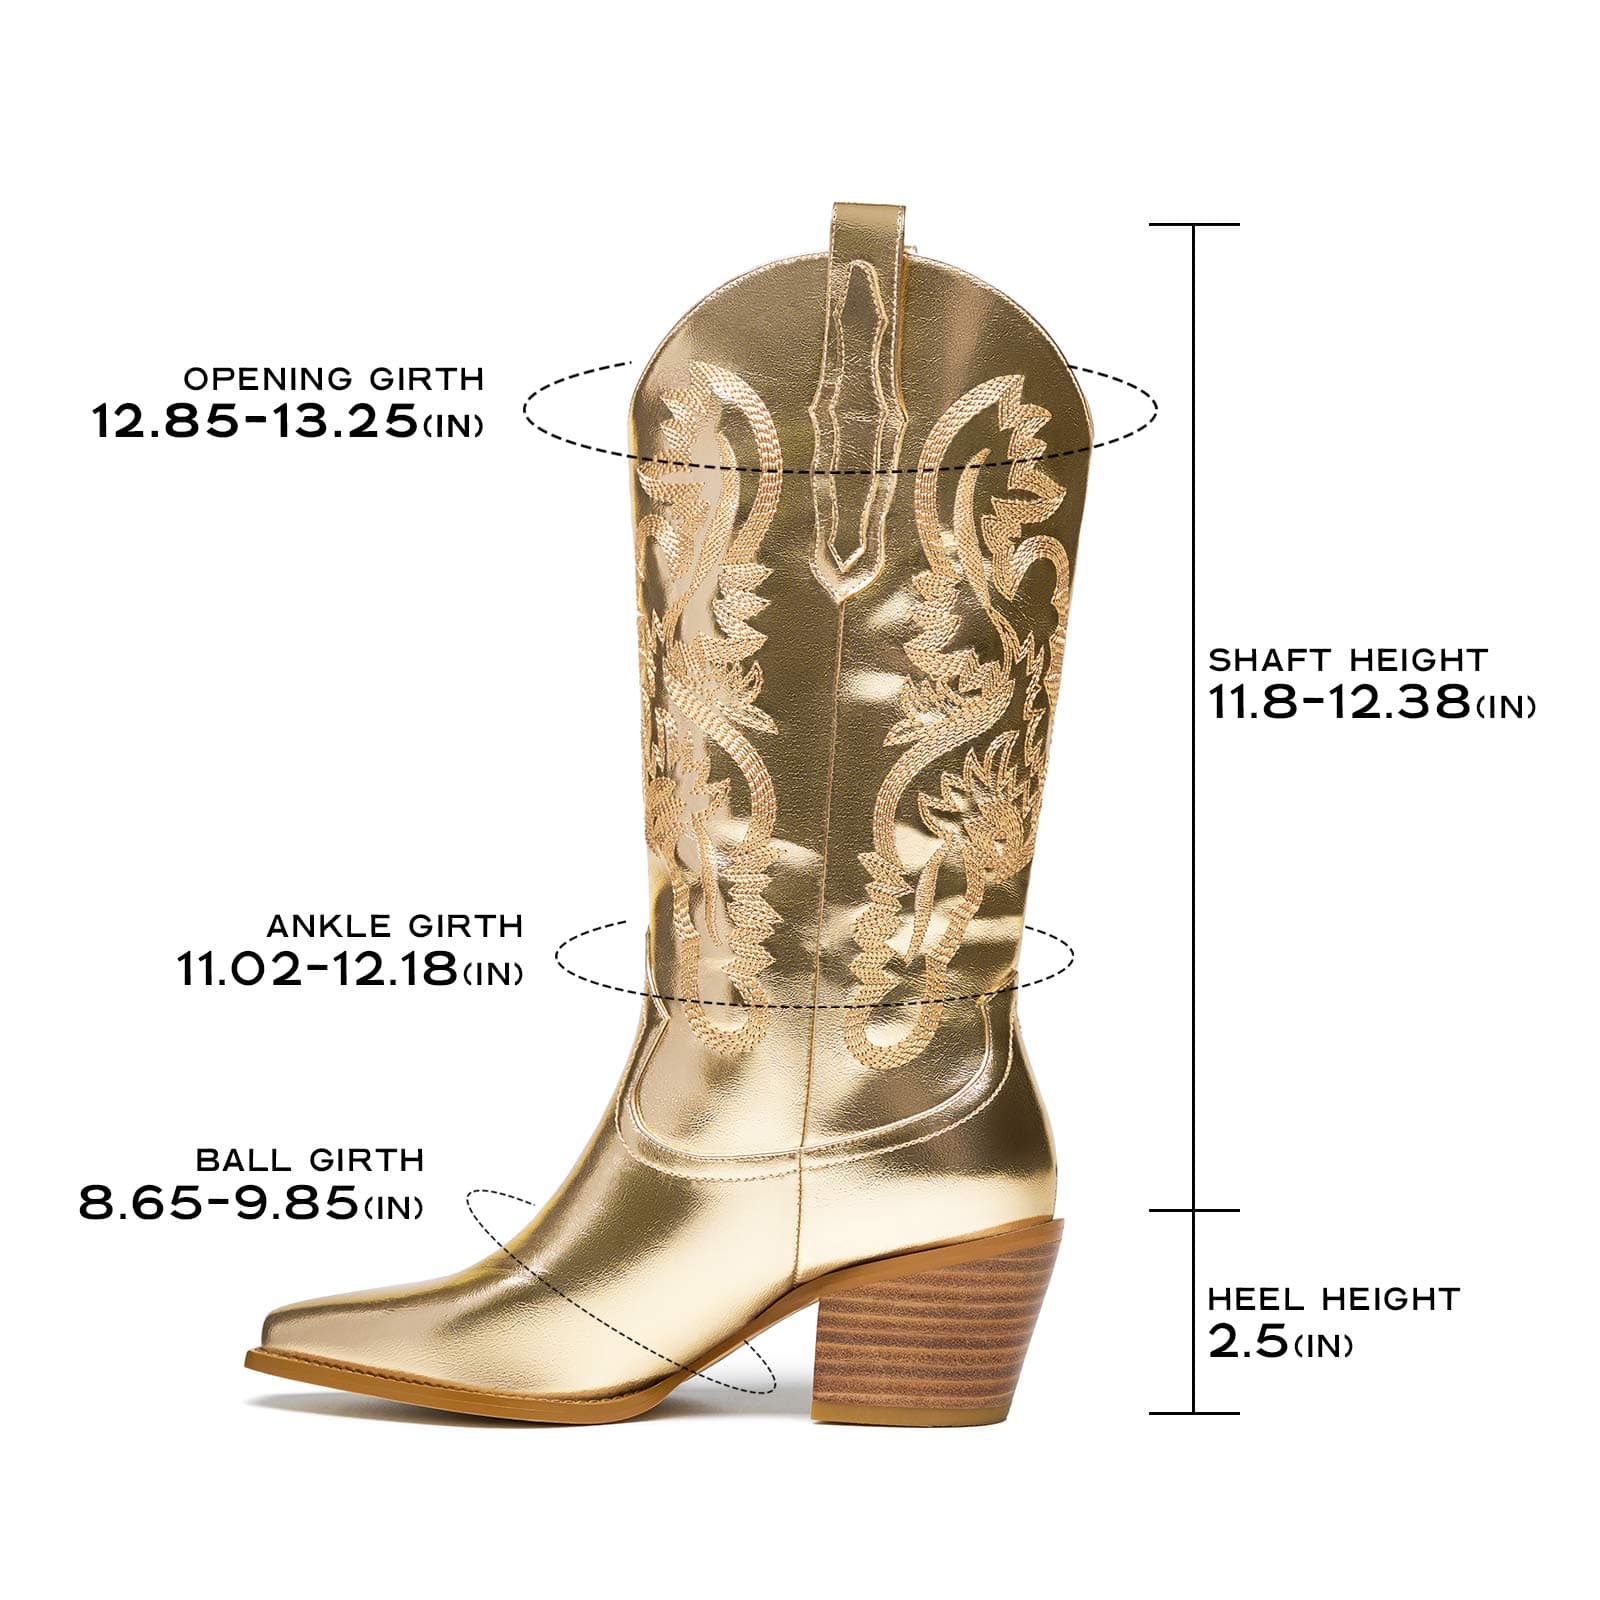 OPENING GIRTH
12.85-13.25(IN)
SHAFT HEIGHT
11.8-12.38(IN)
ANKLE GIRTH
11.02-12.18(IN)
BALL GIRTH
8.65-9.85(IN)
HEEL HEIGHT
2.5(IN)